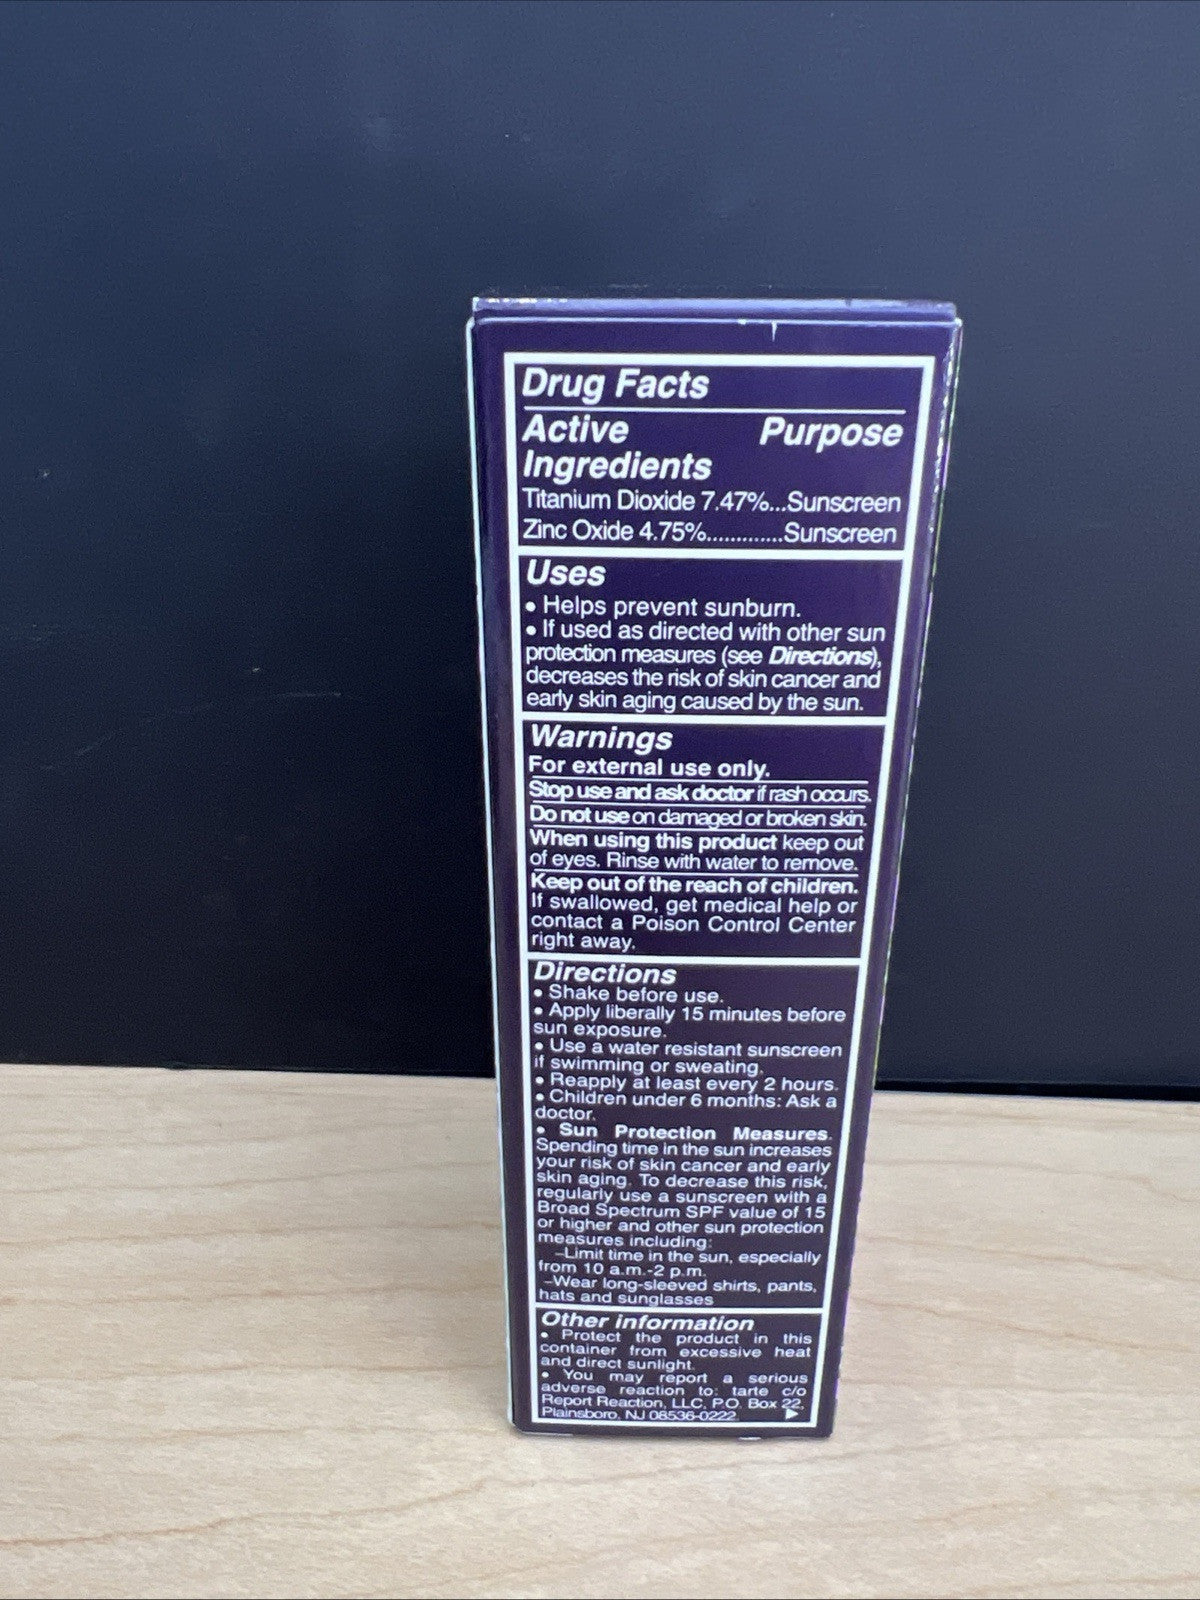 Drug Facts
Active Purpose
Ingredients
Titanium Dioxide 7.47%...Sunscreen
Zinc Oxide 4.75%.............Sunscreen
Uses
• Helps prevent sunburn.
• If used as directed with other sun
protection measures (see Directions),
decreases the risk of skin cancer and
early skin aging caused by the sun.
Warnings
For external use only.
Stop use and ask doctor if rash occurs.
Do not use on damaged or broken skin.
When using this product keep out
of eyes. Rinse with water to remove.
Keep out of the reach of children.
If swallowed, get medical help or
contact a Poison Control Center
right away.
Directions
• Shake before use.
• Apply liberally 15 minutes before
sun exposure.
• Use a water resistant sunscreen
if swimming or sweating.
• Reapply at least every 2 hours.
• Children under 6 months: Ask a
doctor.
• Sun Protection Measures.
Spending time in the sun increases
your risk of skin cancer and early
skin aging. To decrease this risk,
regularly use a sunscreen with a
Broad Spectrum SPF value of 15
or higher and other sun protection
measures including:
–Limit time in the sun, especially
from 10 a.m.-2 p.m.
–Wear long-sleeved shirts, pants,
hats and sunglasses
Other information
• Protect the product in this
container from excessive heat
and direct sunlight.
• You may report a serious
adverse reaction to: tarte c/o
Report Reaction, LLC, P.O. Box 22,
Plainsboro, NJ 08536-0222